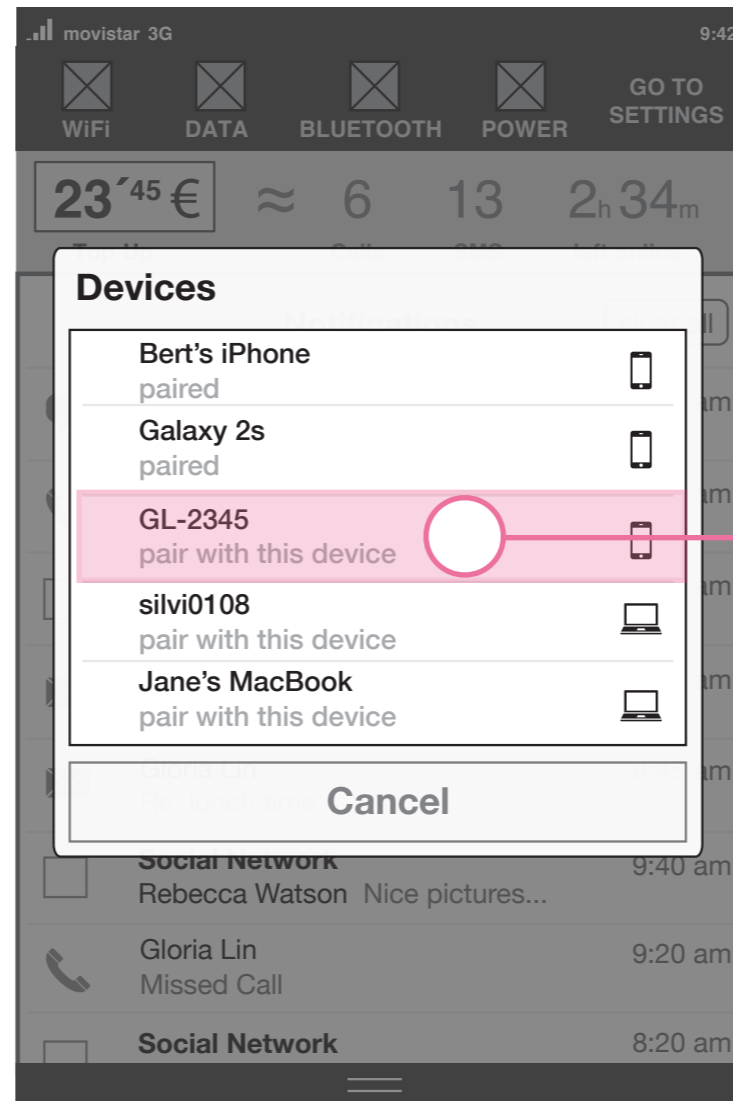 movistar 3G 9:42
WiFi DATA BLUETOOTH POWER GO TO SETTINGS
23´45 € ≈ 6 13 2h 34m
Devices
Bert’s iPhone
paired
Galaxy 2s
paired
GL-2345
pair with this device
silvi0108
pair with this device
Jane’s MacBook
pair with this device
Gloria Lin
Cancel
Social Network 9:40 am
Rebecca Watson Nice pictures...
Gloria Lin 9:20 am
Missed Call
Social Network 8:20 am